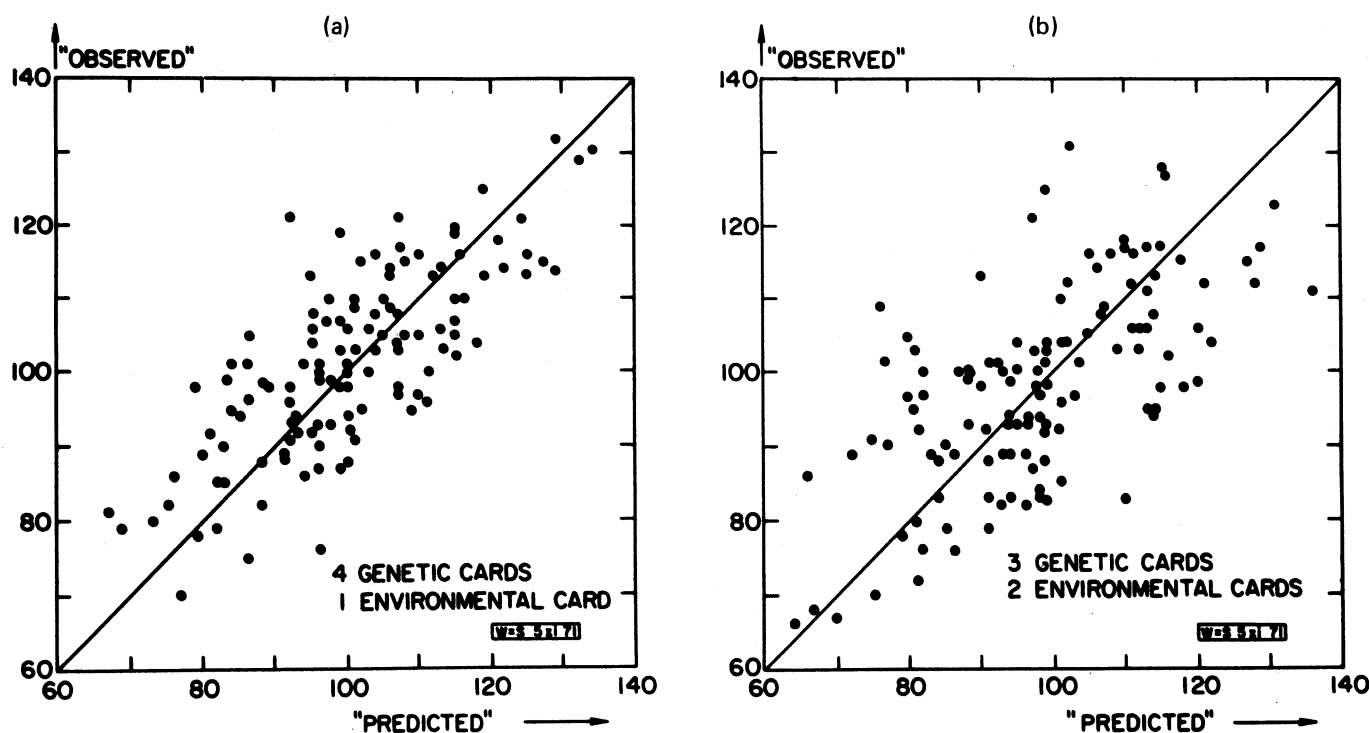 (a)
"OBSERVED"
140
120
100
80
60
60 80 100 120 140
"PREDICTED"
4 GENETIC CARDS
1 ENVIRONMENTAL CARD
(b)
"OBSERVED"
140
120
100
80
60
60 80 100 120 140
"PREDICTED"
3 GENETIC CARDS
2 ENVIRONMENTAL CARDS